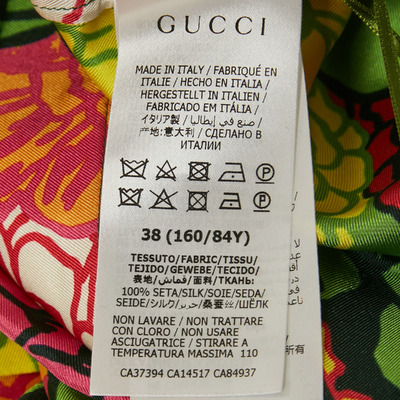 GUCCI
MADE IN ITALY / FABRIQUÉ EN
ITALIE / HECHO EN ITALIA /
HERGESTELLT IN ITALIEN /
FABRICADO EM ITÁLIA /
イタリア製 / صنع في إيطاليا /
产地:意大利 / СДЕЛАНО В
ИТАЛИИ
38 (160/84Y)
TESSUTO/FABRIC/TISSU/
TEJIDO/GEWEBE/TECIDO/
表地/قماش/面料/ТКАНЬ:
100% SETA/SILK/SOIE/SEDA/
SEIDE/シルク/حرير/桑蚕丝/ШЁЛК
NON LAVARE / NON TRATTARE
CON CLORO / NON USARE
ASCIUGATRICE / STIRARE A
TEMPERATURA MASSIMA 110
CA37394 CA14517 CA84937